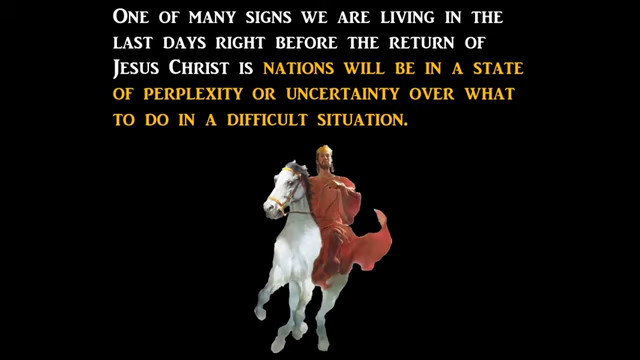 One of many signs we are living in the
last days right before the return of
Jesus Christ is nations will be in a state
of perplexity or uncertainty over what
to do in a difficult situation.